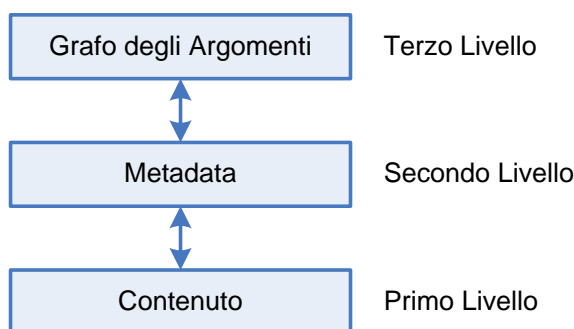 Grafo degli Argomenti Terzo Livello
Metadata Secondo Livello
Contenuto Primo Livello